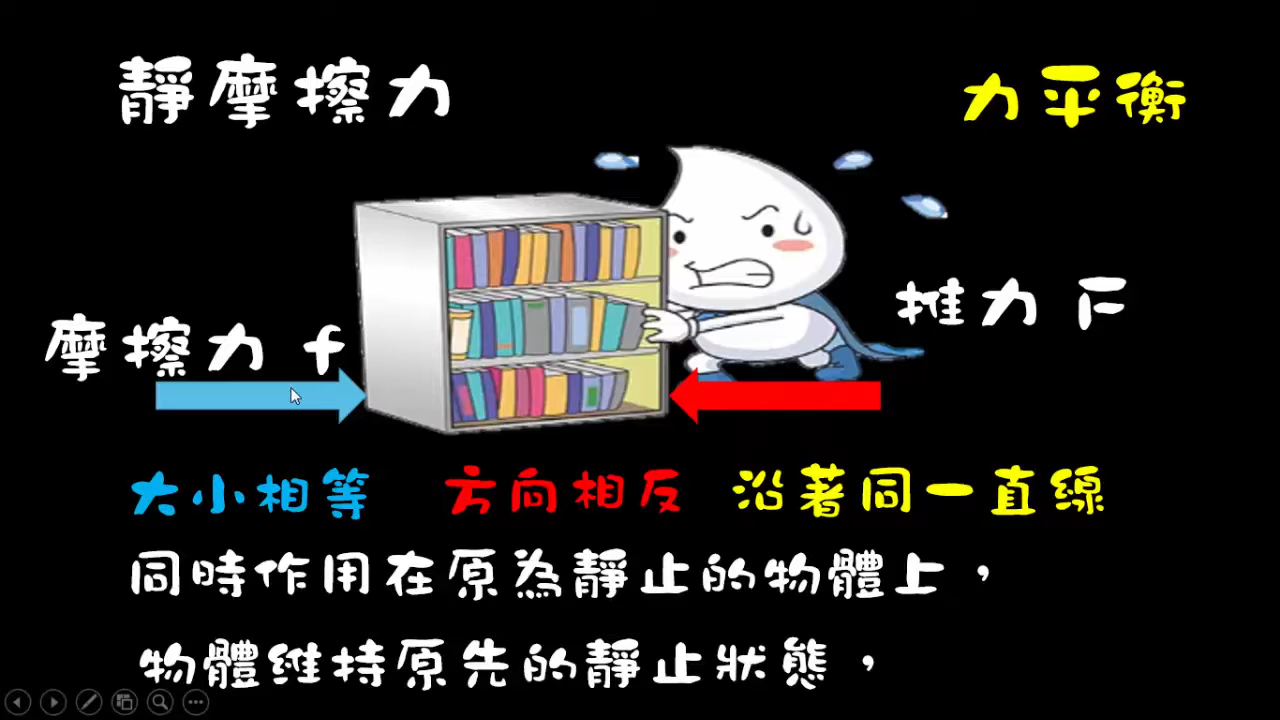 靜摩擦力
力平衡
推力 F
摩擦力 f
大小相等 方向相反 沿著同一直線
同時作用在原為靜止的物體上，
物體維持原先的靜止狀態，